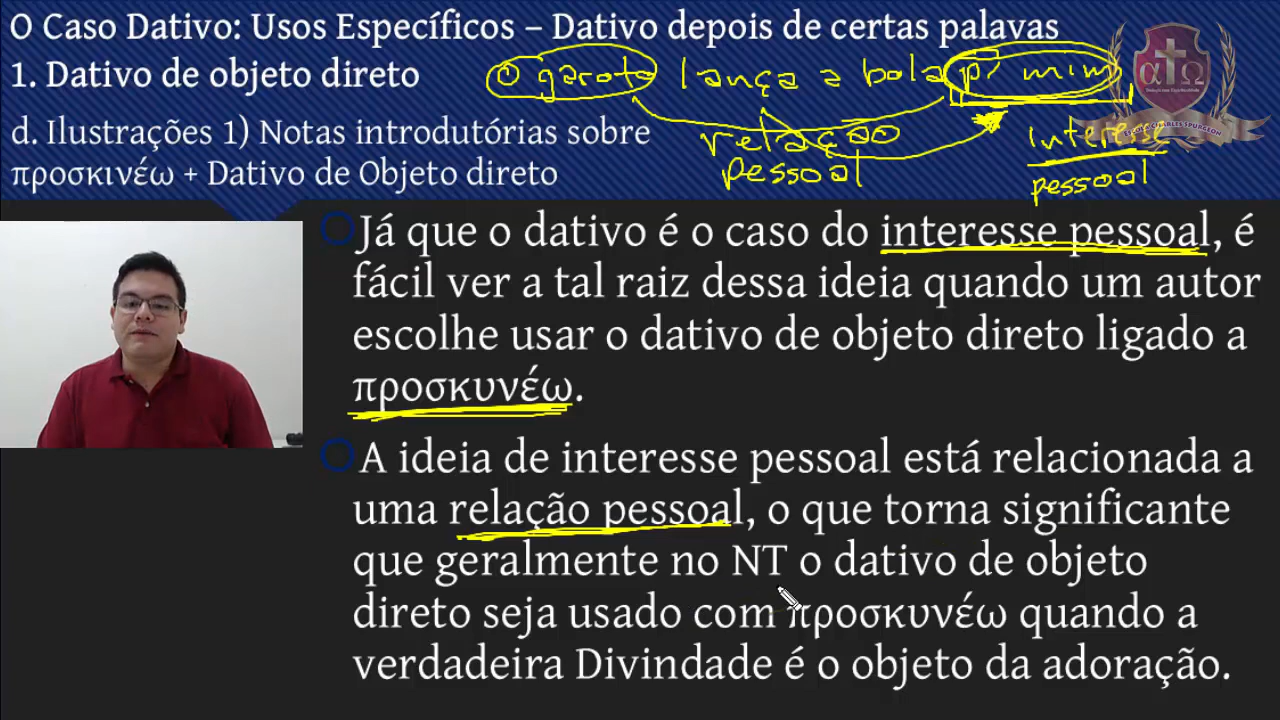 O Caso Dativo: Usos Específicos – Dativo depois de certas palavas
1. Dativo de objeto direto
O garoto lança a bola p/ mim
d. Ilustrações 1) Notas introdutórias sobre
προσκινέω + Dativo de Objeto direto
relação
pessoal
interesse
pessoal
Já que o dativo é o caso do interesse pessoal, é
fácil ver a tal raiz dessa ideia quando um autor
escolhe usar o dativo de objeto direto ligado a
προσκυνέω.
A ideia de interesse pessoal está relacionada a
uma relação pessoal, o que torna significante
que geralmente no NT o dativo de objeto
direto seja usado com προσκυνέω quando a
verdadeira Divindade é o objeto da adoração.
α Ω